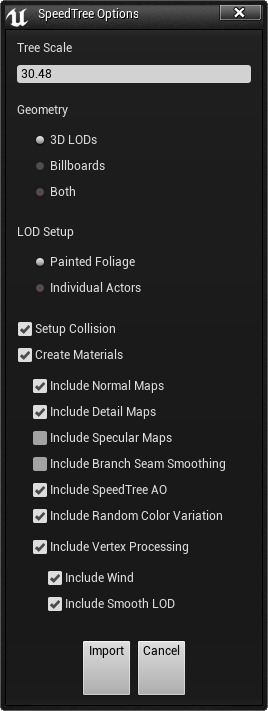 SpeedTree Options
Tree Scale
30.48
Geometry
3D LODs
Billboards
Both
LOD Setup
Painted Foliage
Individual Actors
Setup Collision
Create Materials
Include Normal Maps
Include Detail Maps
Include Specular Maps
Include Branch Seam Smoothing
Include SpeedTree AO
Include Random Color Variation
Include Vertex Processing
Include Wind
Include Smooth LOD
Import Cancel